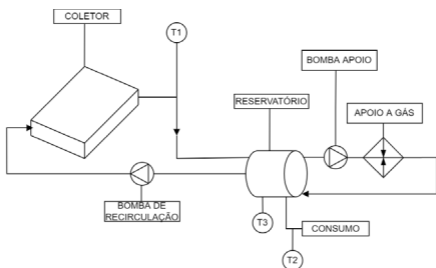 COLETOR
T1
BOMBA APOIO
RESERVATÓRIO
APOIO A GÁS
BOMBA DE
RECIRCULAÇÃO
T3
CONSUMO
T2